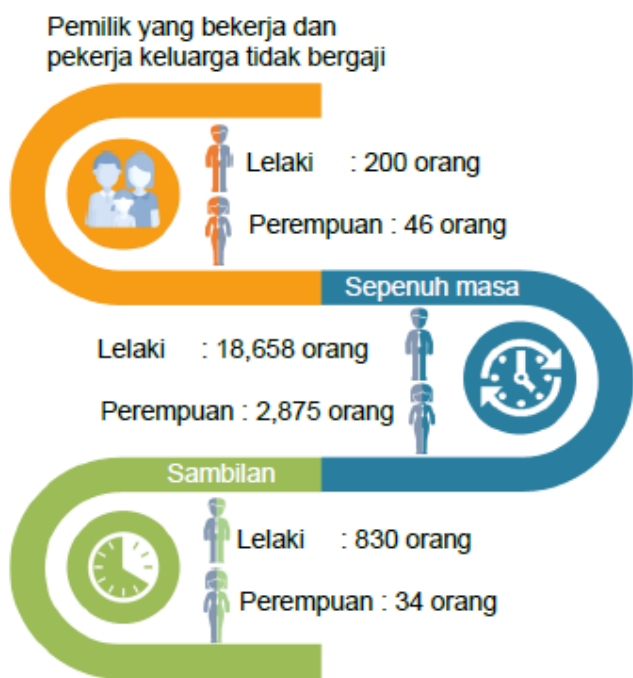 Pemilik yang bekerja dan
pekerja keluarga tidak bergaji
Lelaki : 200 orang
Perempuan : 46 orang
Sepenuh masa
Lelaki : 18,658 orang
Perempuan : 2,875 orang
Sambilan
Lelaki : 830 orang
Perempuan : 34 orang